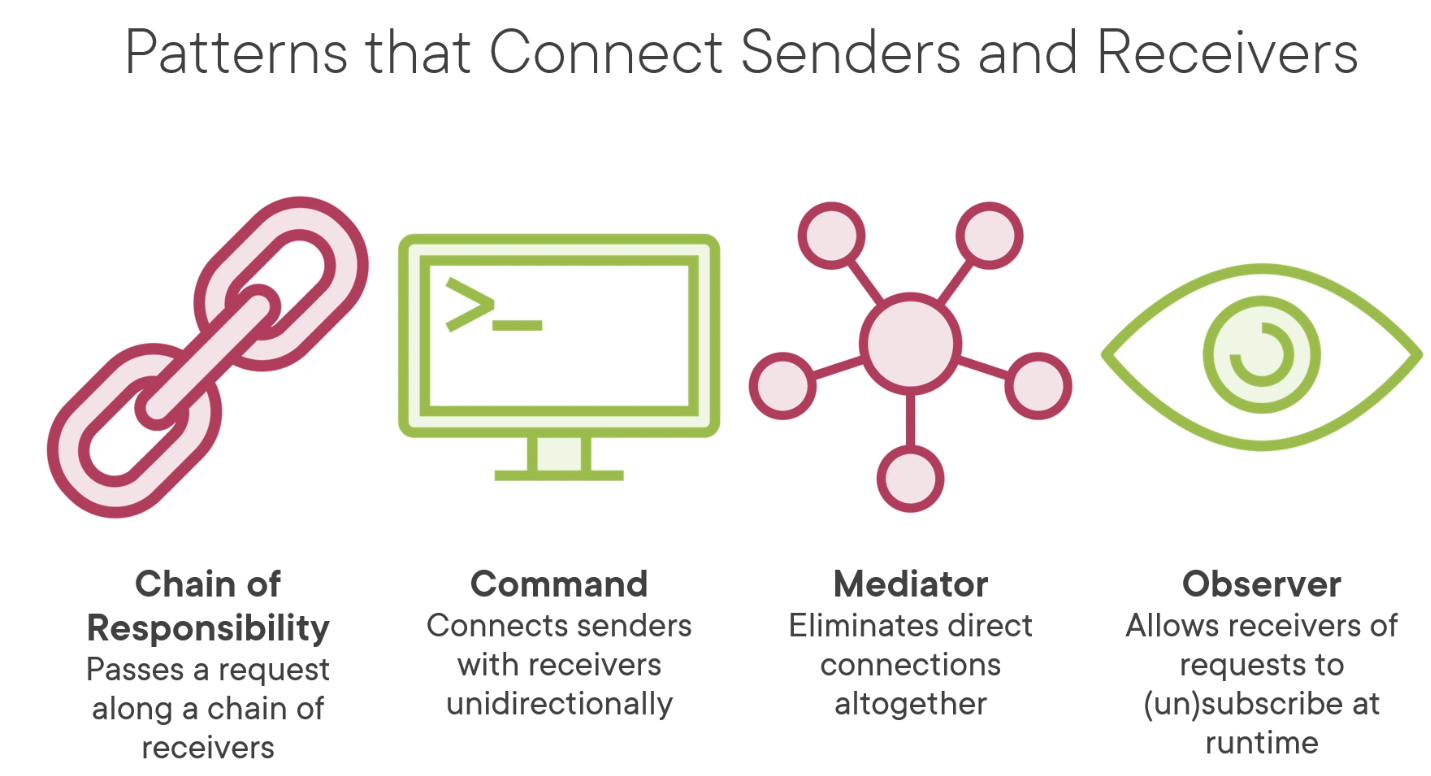 Patterns that Connect Senders and Receivers
>_
Chain of
Responsibility
Passes a request
along a chain of
receivers
Command
Connects senders
with receivers
unidirectionally
Mediator
Eliminates direct
connections
altogether
Observer
Allows receivers of
requests to
(un)subscribe at
runtime